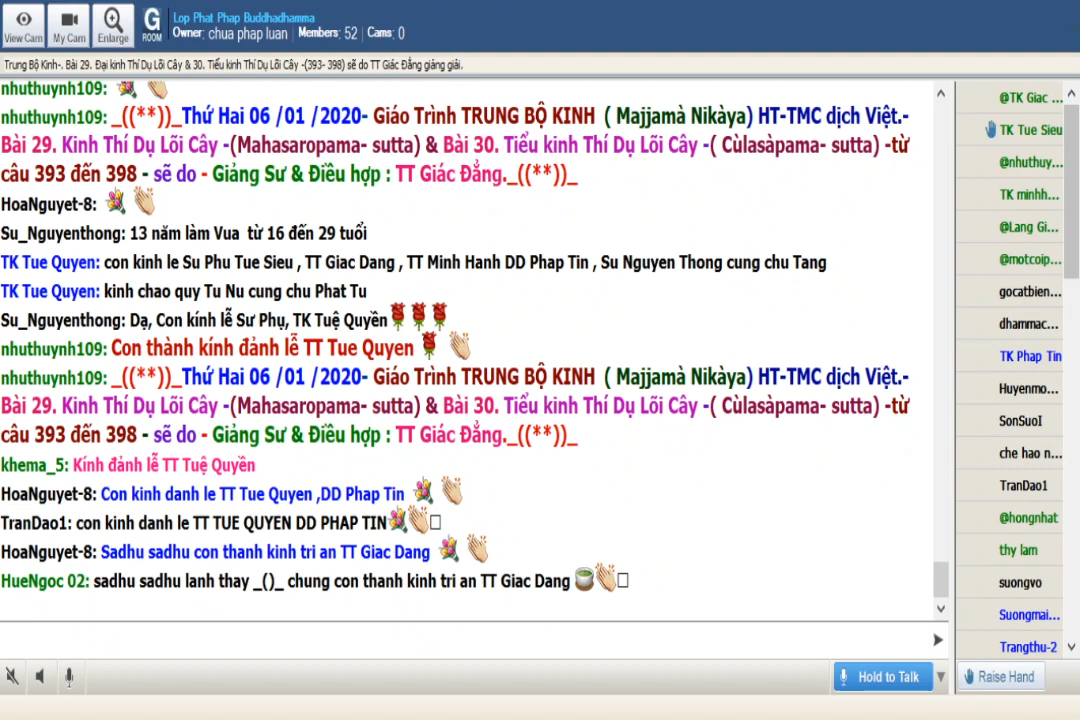 View Cam
My Cam
Enlarge
G
ROOM
Lop Phat Phap Buddhadhamma
Owner: chua phap luan | Members: 52 | Cams: 0
Trung Bộ Kinh-. Bài 29. Đại kinh Thí Dụ Lõi Cây & 30. Tiểu kinh Thí Dụ Lõi Cây -(393- 398) sẽ do TT Giác Đẳng giảng giải.
nhuthuynh109:
nhuthuynh109: _((**))_Thứ Hai 06 /01 /2020- Giáo Trình TRUNG BỘ KINH ( Majjamà Nikàya) HT-TMC dịch Việt.-
Bài 29. Kinh Thí Dụ Lõi Cây -(Mahasaropama- sutta) & Bài 30. Tiểu kinh Thí Dụ Lõi Cây -( Cùlasàpama- sutta) -từ
câu 393 đến 398 - sẽ do - Giảng Sư & Điều hợp : TT Giác Đẳng._((**))_
HoaNguyet-8:
Su_Nguyenthong: 13 năm làm Vua từ 16 đến 29 tuổi
TK Tue Quyen: con kinh le Su Phu Tue Sieu , TT Giac Dang , TT Minh Hanh DD Phap Tin , Su Nguyen Thong cung chu Tang
TK Tue Quyen: kinh chao quy Tu Nu cung chu Phat Tu
Su_Nguyenthong: Dạ, Con kính lễ Sư Phụ, TK Tuệ Quyền
nhuthuynh109: Con thành kính đảnh lễ TT Tue Quyen
nhuthuynh109: _((**))_Thứ Hai 06 /01 /2020- Giáo Trình TRUNG BỘ KINH ( Majjamà Nikàya) HT-TMC dịch Việt.-
Bài 29. Kinh Thí Dụ Lõi Cây -(Mahasaropama- sutta) & Bài 30. Tiểu kinh Thí Dụ Lõi Cây -( Cùlasàpama- sutta) -từ
câu 393 đến 398 - sẽ do - Giảng Sư & Điều hợp : TT Giác Đẳng._((**))_
khema_5: Kính đảnh lễ TT Tuệ Quyền
HoaNguyet-8: Con kinh danh le TT Tue Quyen ,DD Phap Tin
TranDao1: con kinh danh le TT TUE QUYEN DD PHAP TIN
HoaNguyet-8: Sadhu sadhu con thanh kinh tri an TT Giac Dang
HueNgoc 02: sadhu sadhu lanh thay _()_ chung con thanh kinh tri an TT Giac Dang
@TK Giac ...
TK Tue Sieu
@nhuthuy...
TK minhh...
@Lang Gi...
@motcoip...
gocatbien...
dhammac...
TK Phap Tin
Huyenmo...
SonSuoI
che hao n...
TranDao1
@hongnhat
thy lam
suongvo
Suongmai...
Trangthu-2
Hold to Talk
Raise Hand